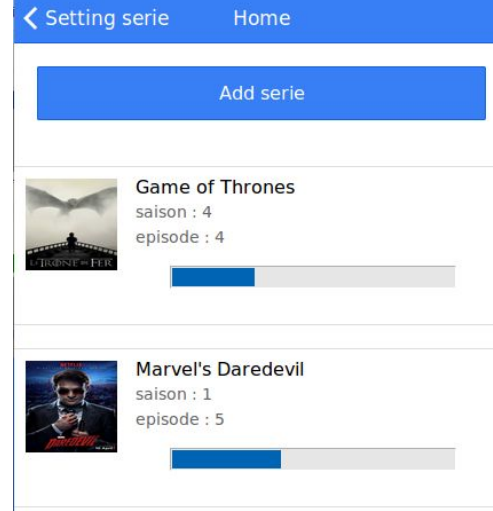 Setting serie
Home
Add serie
Game of Thrones
saison : 4
episode : 4
LE TRÔNE DE FER
Marvel's Daredevil
saison : 1
episode : 5
NETFLIX
DAREDEVIL